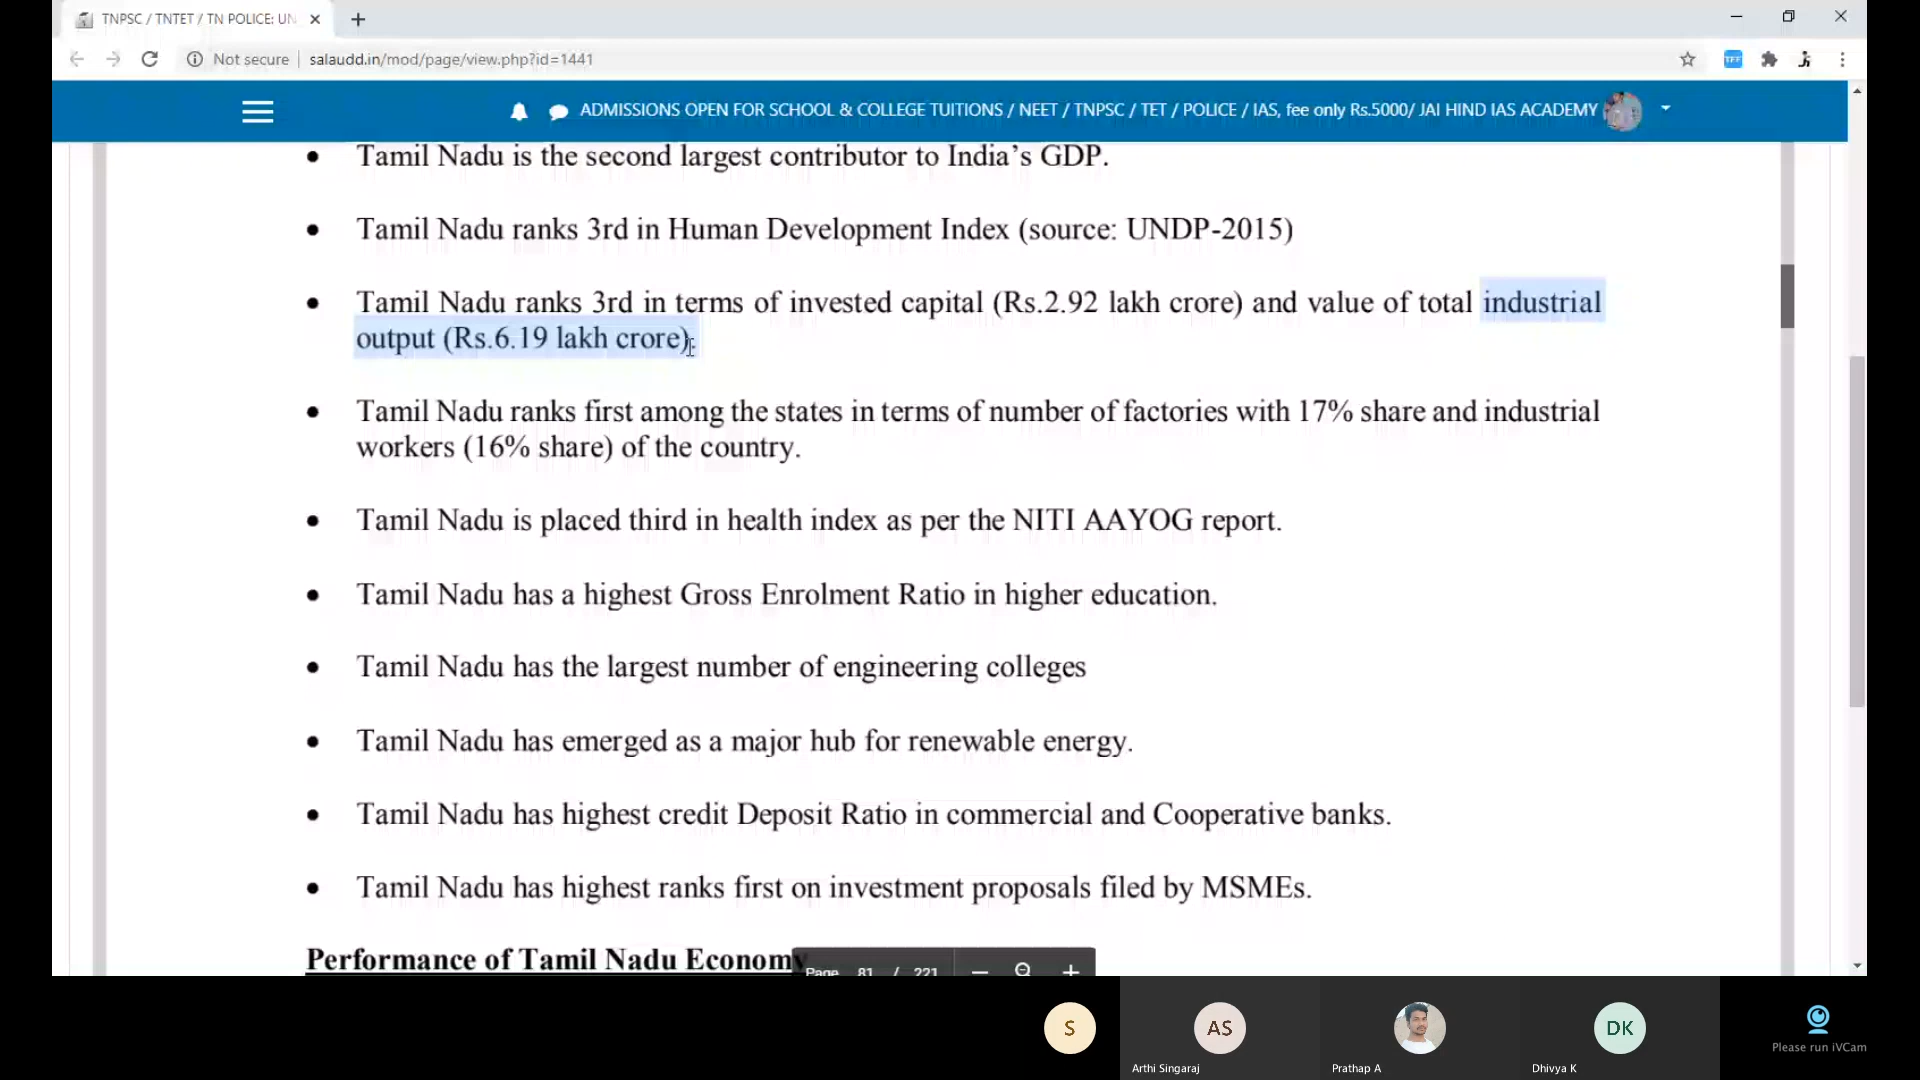 TNPSC / TNTET / TN POLICE: UN
Not secure
salaudd.in/mod/page/view.php?id=1441
TFF
ADMISSIONS OPEN FOR SCHOOL & COLLEGE TUITIONS / NEET / TNPSC / TET / POLICE / IAS, fee only Rs.5000/ JAI HIND IAS ACADEMY
• Tamil Nadu is the second largest contributor to India’s GDP.
• Tamil Nadu ranks 3rd in Human Development Index (source: UNDP-2015)
• Tamil Nadu ranks 3rd in terms of invested capital (Rs.2.92 lakh crore) and value of total industrial
output (Rs.6.19 lakh crore).
• Tamil Nadu ranks first among the states in terms of number of factories with 17% share and industrial
workers (16% share) of the country.
• Tamil Nadu is placed third in health index as per the NITI AAYOG report.
• Tamil Nadu has a highest Gross Enrolment Ratio in higher education.
• Tamil Nadu has the largest number of engineering colleges
• Tamil Nadu has emerged as a major hub for renewable energy.
• Tamil Nadu has highest credit Deposit Ratio in commercial and Cooperative banks.
• Tamil Nadu has highest ranks first on investment proposals filed by MSMEs.
Performance of Tamil Nadu Economy
Page 81 / 221
S
AS
DK
Arthi Singaraj
Prathap A
Dhivya K
Please run iVCam